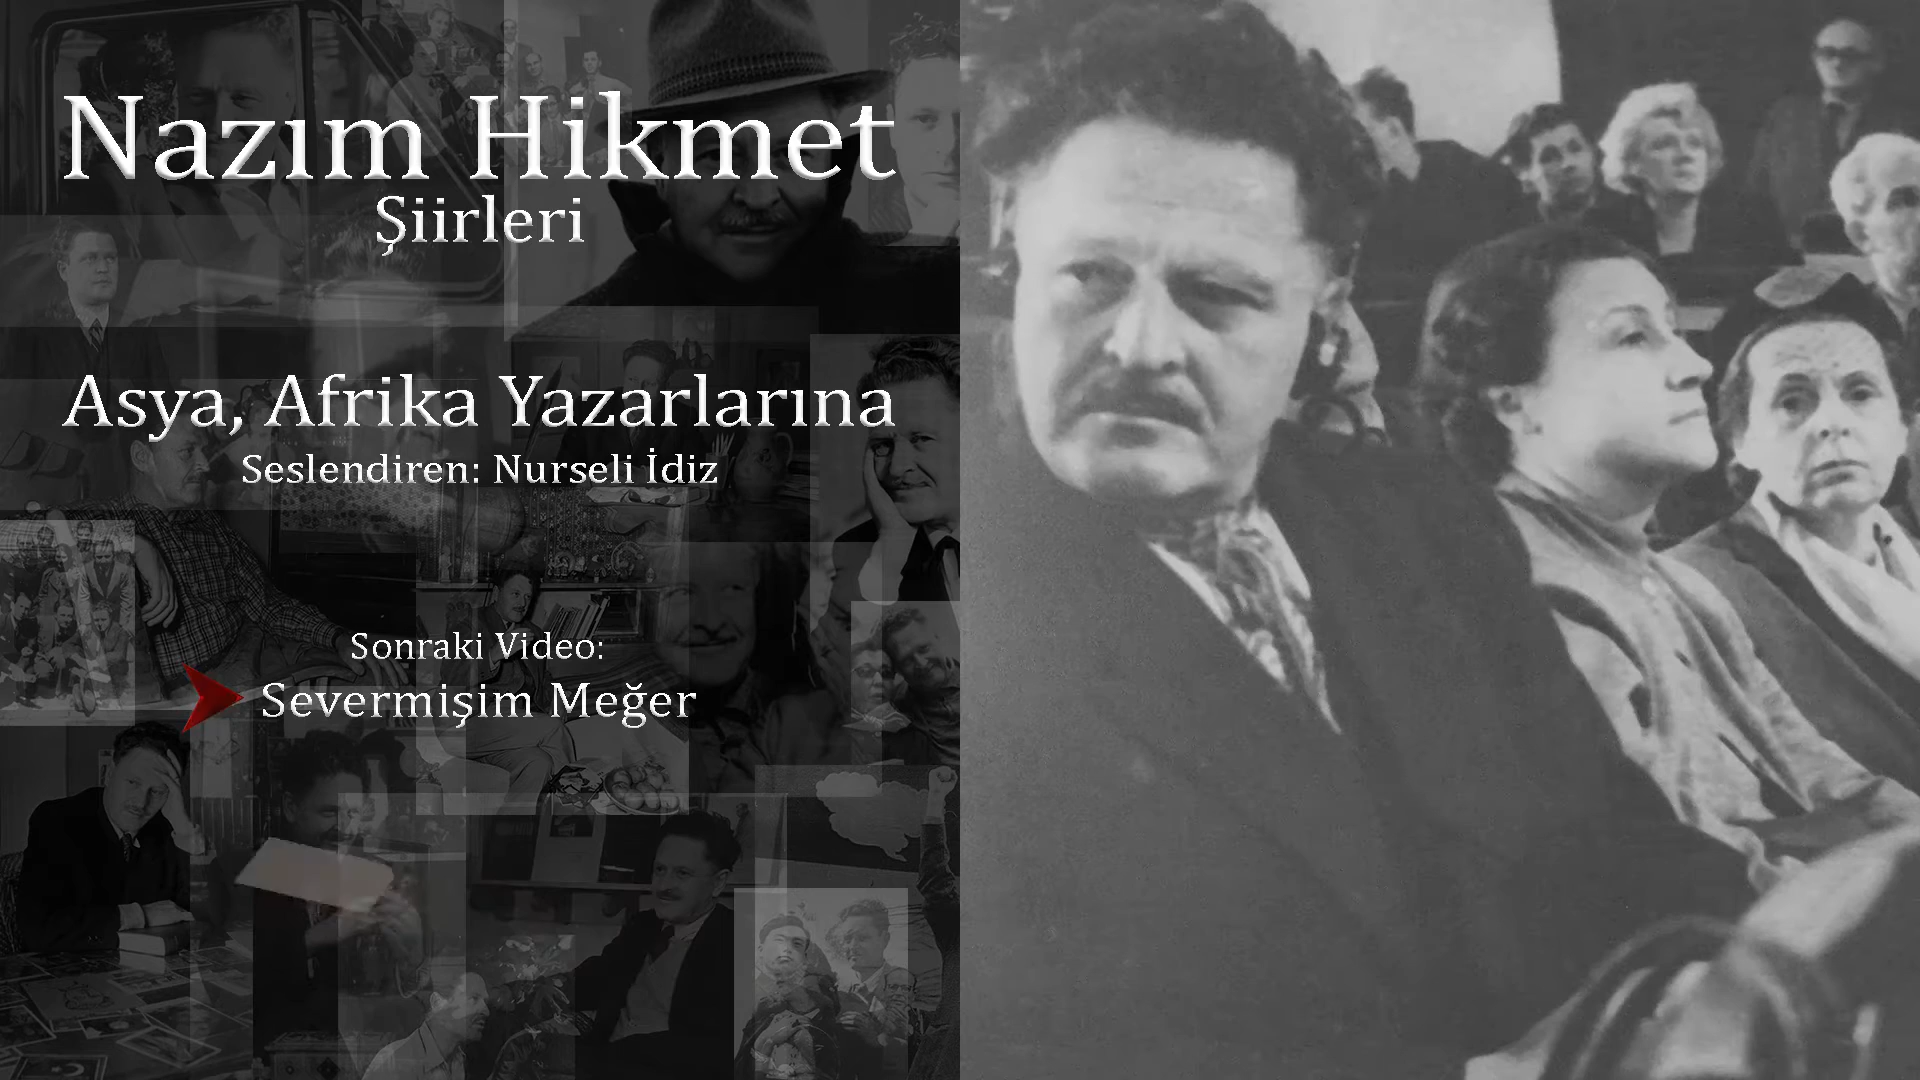 Nazım Hikmet
Şiirleri
Asya, Afrika Yazarlarına
Seslendiren: Nurseli İdiz
Sonraki Video:
Severmişim Meğer